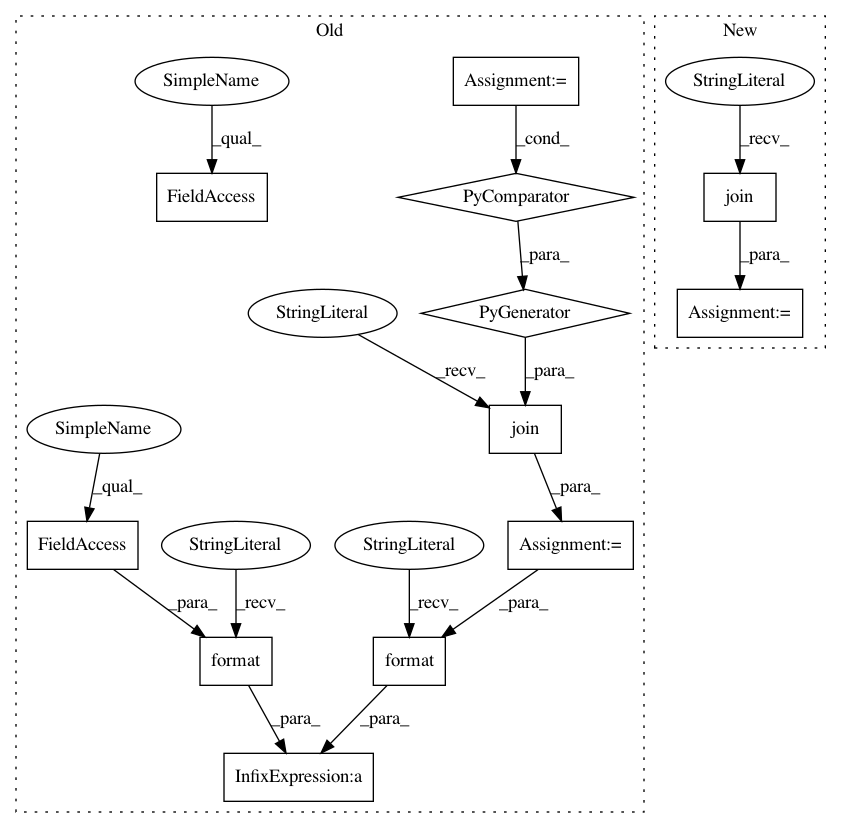 Old
New
SimpleName
Assignment:=
StringLiteral
_qual_
_cond_
_recv_
FieldAccess
PyComparator
join
_para_
_para_
StringLiteral
PyGenerator
Assignment:=
_recv_
_para_
SimpleName
join
_qual_
_para_
FieldAccess
StringLiteral
StringLiteral
Assignment:=
_para_
_recv_
_recv_
_para_
format
format
_para_
_para_
InfixExpression:a